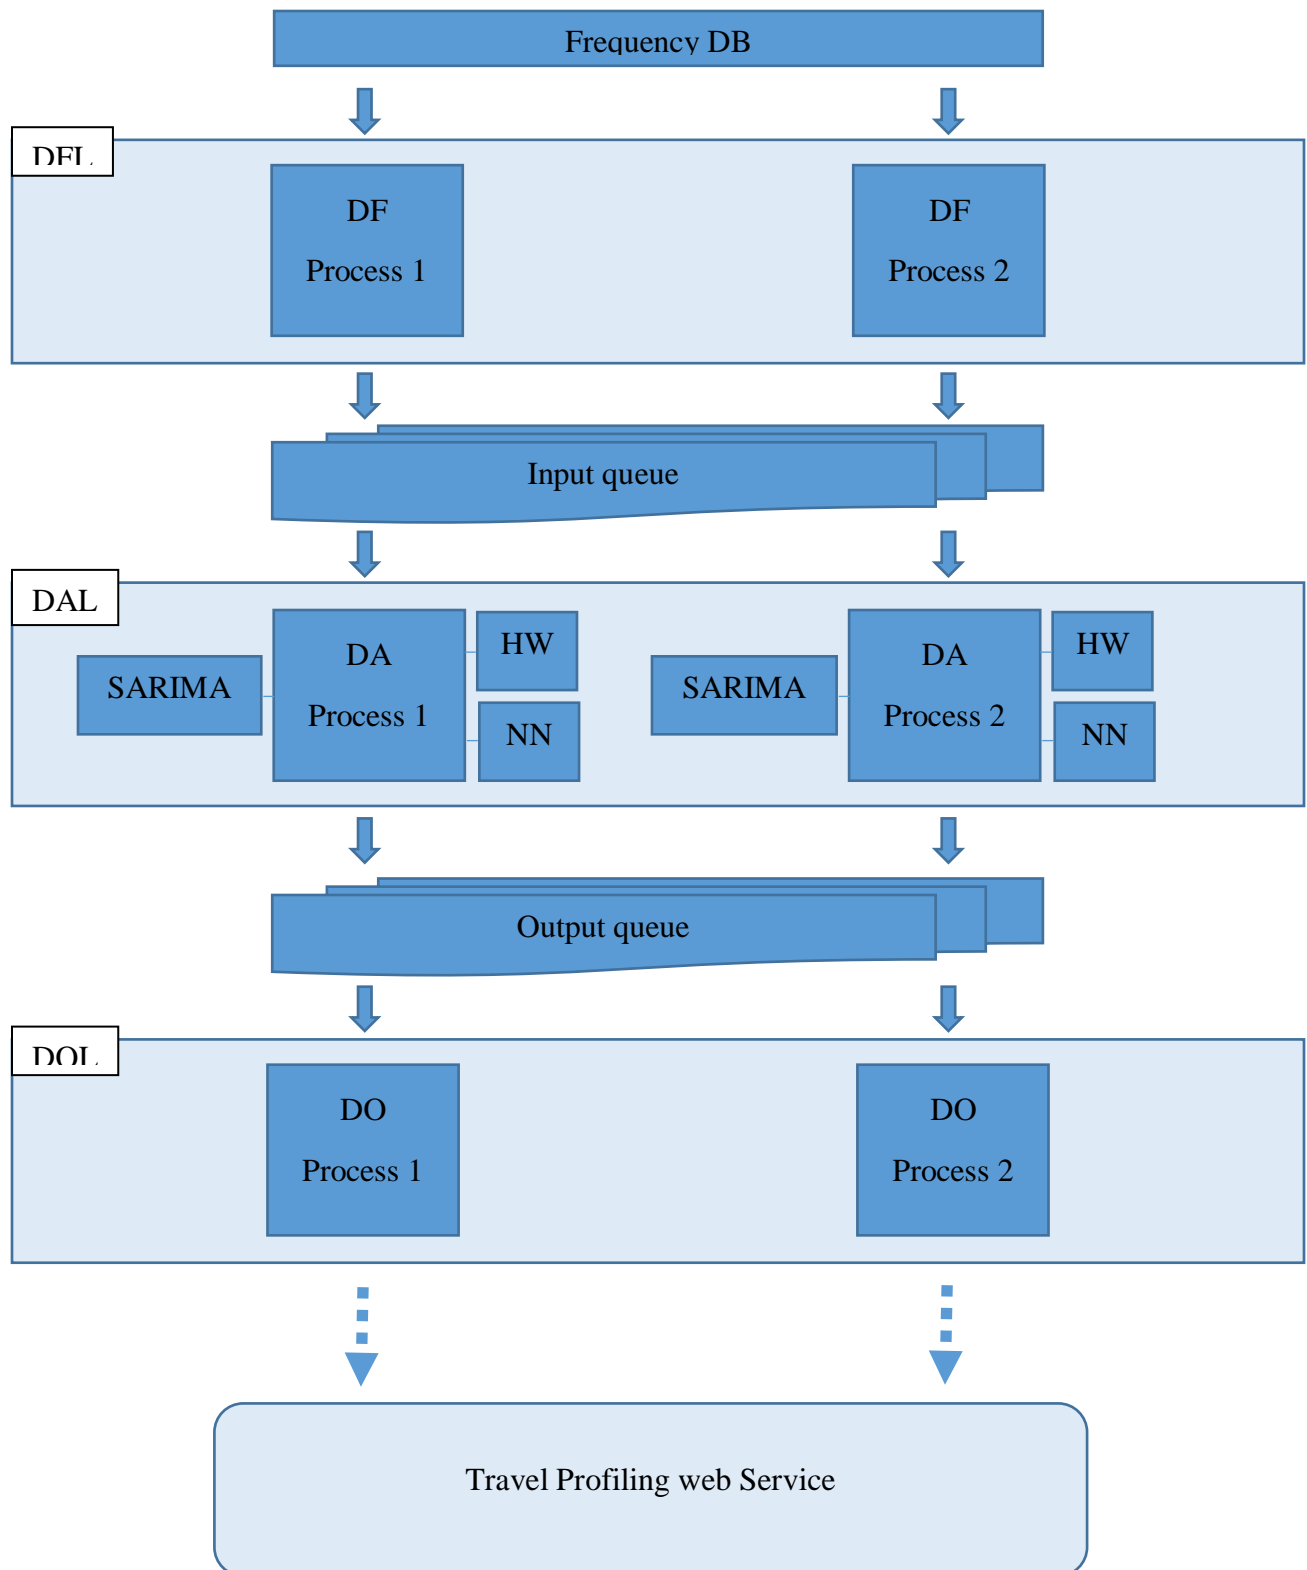 Frequency DB
DFL
DF
DF
Process 1
Process 2
Input queue
DAL
SARIMA
DA
Process 1
HW
NN
SARIMA
DA
Process 2
HW
NN
Output queue
DOL
DO
DO
Process 1
Process 2
Travel Profiling web Service